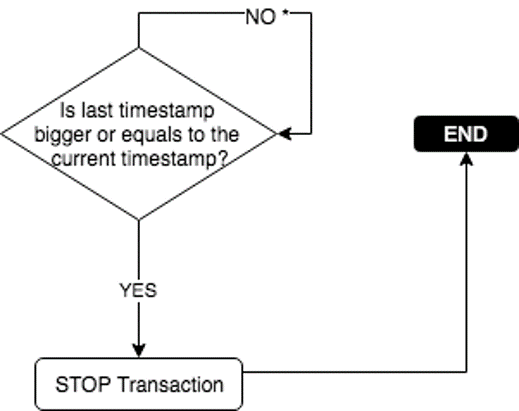 NO *
Is last timestamp
bigger or equals to the
current timestamp?
END
YES
STOP Transaction